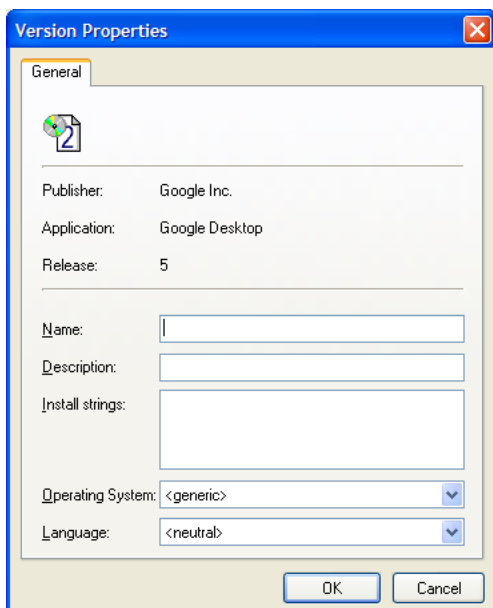 Version Properties
General
2
Publisher: Google Inc.
Application: Google Desktop
Release: 5
Name:
Description:
Install strings:
Operating System: <generic>
Language: <neutral>
OK Cancel